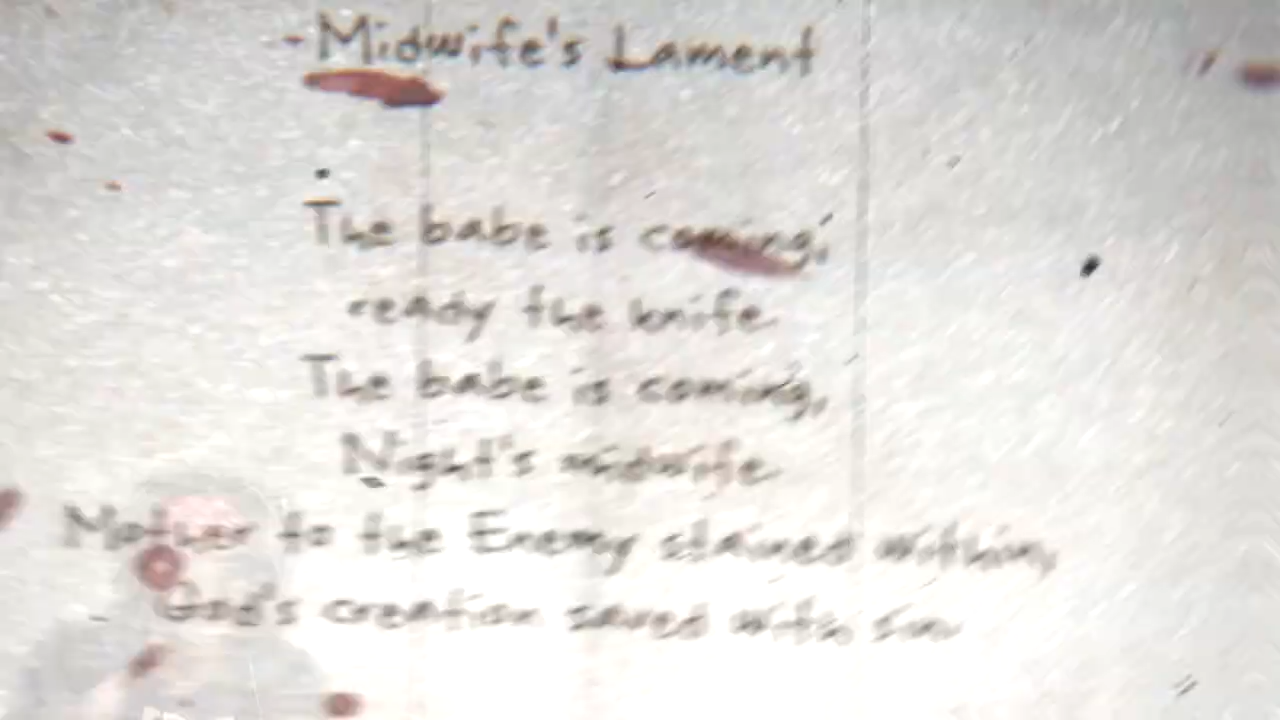 - Midwife's Lament
The babe is coming,
ready the knife
The babe is coming,
Night's midwife
Mother to the Enemy stained within,
God's creation saved with sin